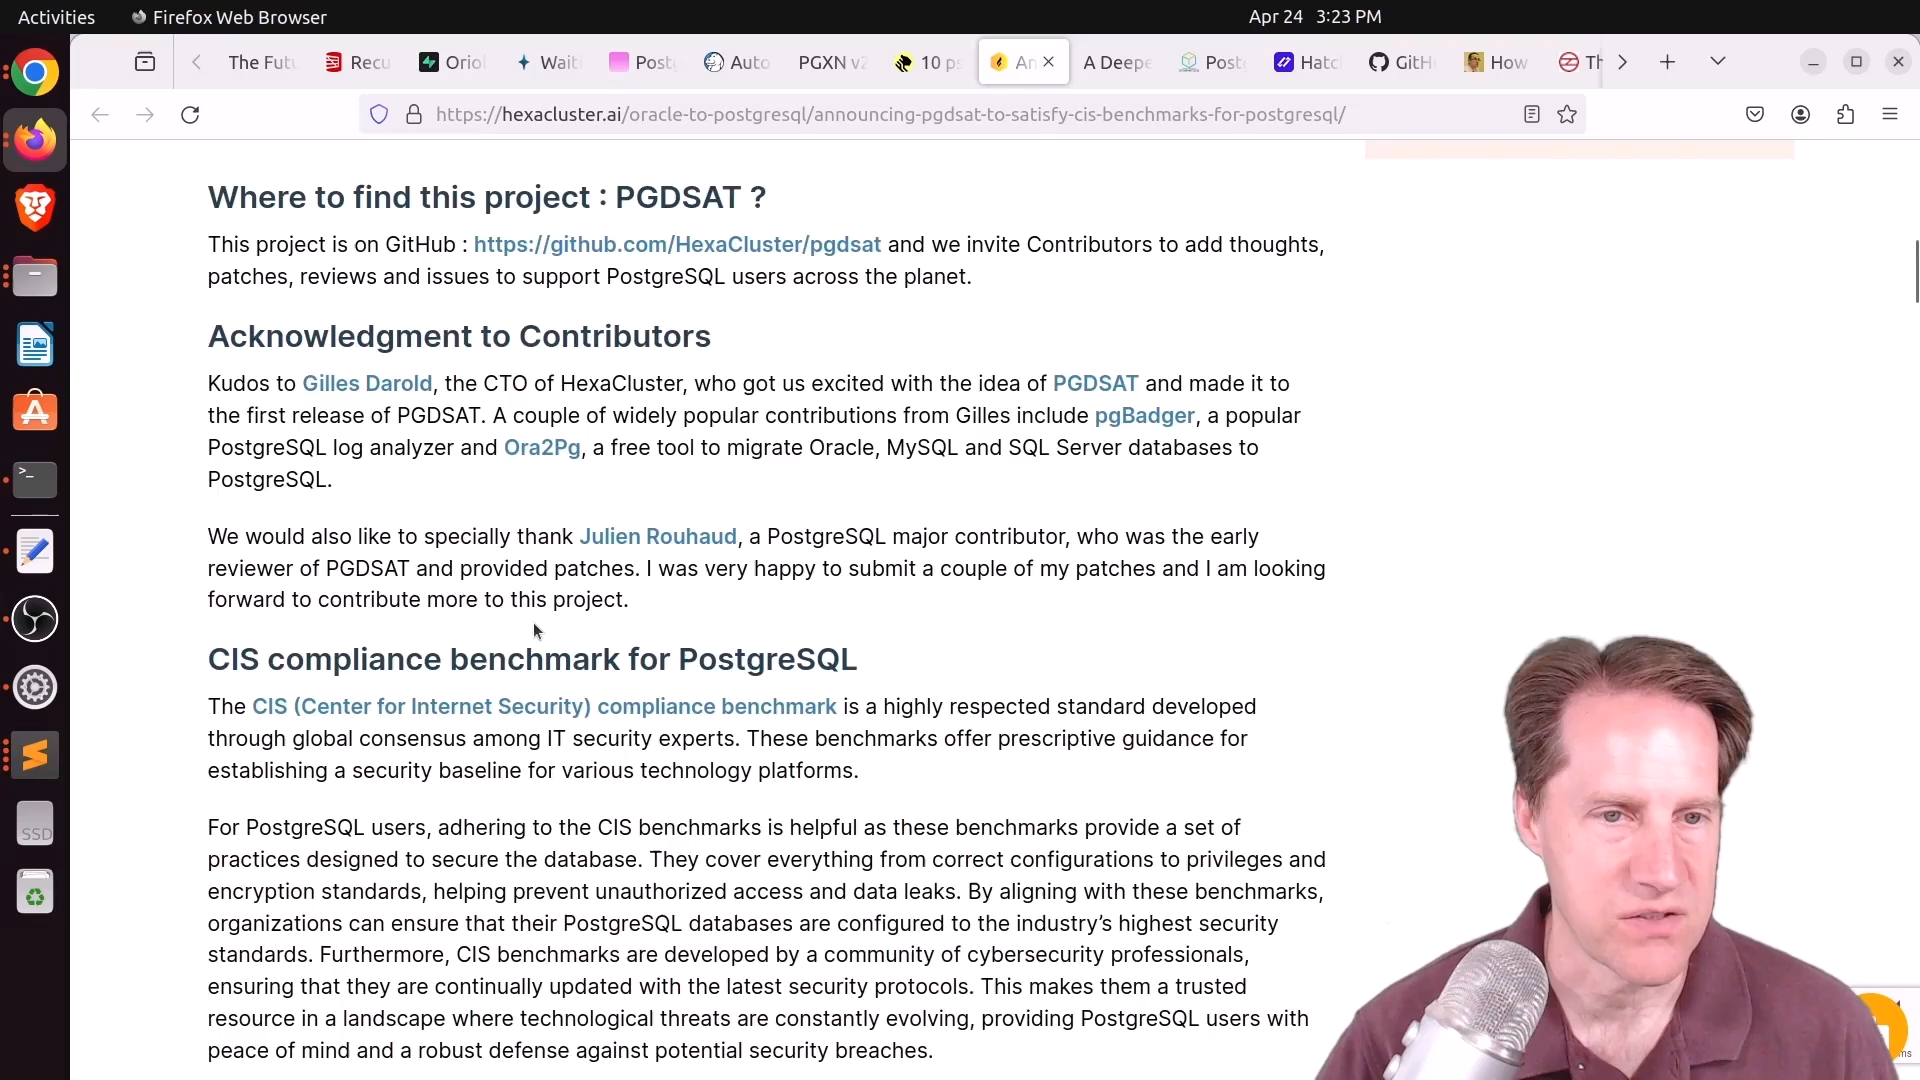 Activities
Firefox Web Browser
Apr 24 3:23 PM
The Futu
Recu
Oriol
Waiti
Post
Auto
PGXN v2
10 ps
An
A Deepe
Postg
Hatc
GitH
How
Th
https://hexacluster.ai/oracle-to-postgresql/announcing-pgdsat-to-satisfy-cis-benchmarks-for-postgresql/
Where to find this project : PGDSAT ?
This project is on GitHub : https://github.com/HexaCluster/pgdsat and we invite Contributors to add thoughts,
patches, reviews and issues to support PostgreSQL users across the planet.
Acknowledgment to Contributors
Kudos to Gilles Darold, the CTO of HexaCluster, who got us excited with the idea of PGDSAT and made it to
the first release of PGDSAT. A couple of widely popular contributions from Gilles include pgBadger, a popular
PostgreSQL log analyzer and Ora2Pg, a free tool to migrate Oracle, MySQL and SQL Server databases to
PostgreSQL.
We would also like to specially thank Julien Rouhaud, a PostgreSQL major contributor, who was the early
reviewer of PGDSAT and provided patches. I was very happy to submit a couple of my patches and I am looking
forward to contribute more to this project.
CIS compliance benchmark for PostgreSQL
The CIS (Center for Internet Security) compliance benchmark is a highly respected standard developed
through global consensus among IT security experts. These benchmarks offer prescriptive guidance for
establishing a security baseline for various technology platforms.
For PostgreSQL users, adhering to the CIS benchmarks is helpful as these benchmarks provide a set of
practices designed to secure the database. They cover everything from correct configurations to privileges and
encryption standards, helping prevent unauthorized access and data leaks. By aligning with these benchmarks,
organizations can ensure that their PostgreSQL databases are configured to the industry’s highest security
standards. Furthermore, CIS benchmarks are developed by a community of cybersecurity professionals,
ensuring that they are continually updated with the latest security protocols. This makes them a trusted
resource in a landscape where technological threats are constantly evolving, providing PostgreSQL users with
peace of mind and a robust defense against potential security breaches.
SSD
ms